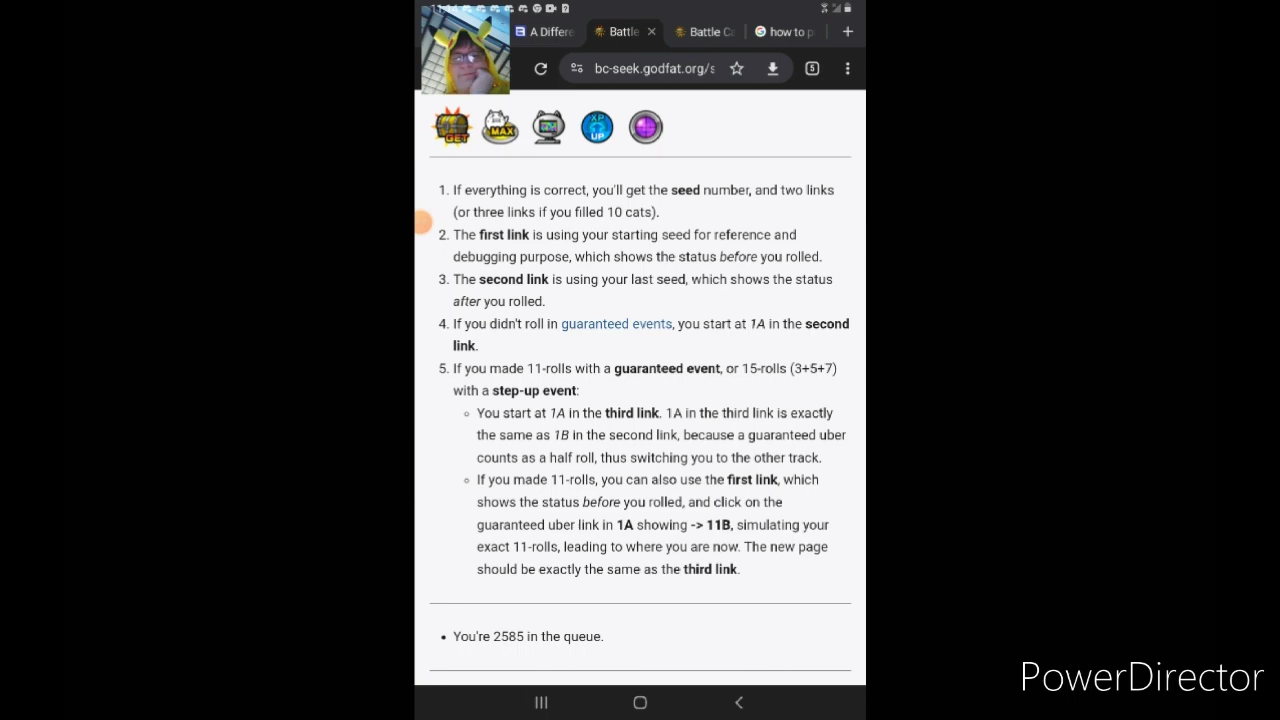 A Differe
Battle
Battle Ca
how to p
bc-seek.godfat.org/s
5
GET
MAX
XP
UP
1. If everything is correct, you'll get the seed number, and two links
(or three links if you filled 10 cats).
2. The first link is using your starting seed for reference and
debugging purpose, which shows the status before you rolled.
3. The second link is using your last seed, which shows the status
after you rolled.
4. If you didn't roll in guaranteed events, you start at 1A in the second
link.
5. If you made 11-rolls with a guaranteed event, or 15-rolls (3+5+7)
with a step-up event:
You start at 1A in the third link. 1A in the third link is exactly
the same as 1B in the second link, because a guaranteed uber
counts as a half roll, thus switching you to the other track.
If you made 11-rolls, you can also use the first link, which
shows the status before you rolled, and click on the
guaranteed uber link in 1A showing -> 11B, simulating your
exact 11-rolls, leading to where you are now. The new page
should be exactly the same as the third link.
• You're 2585 in the queue.
PowerDirector